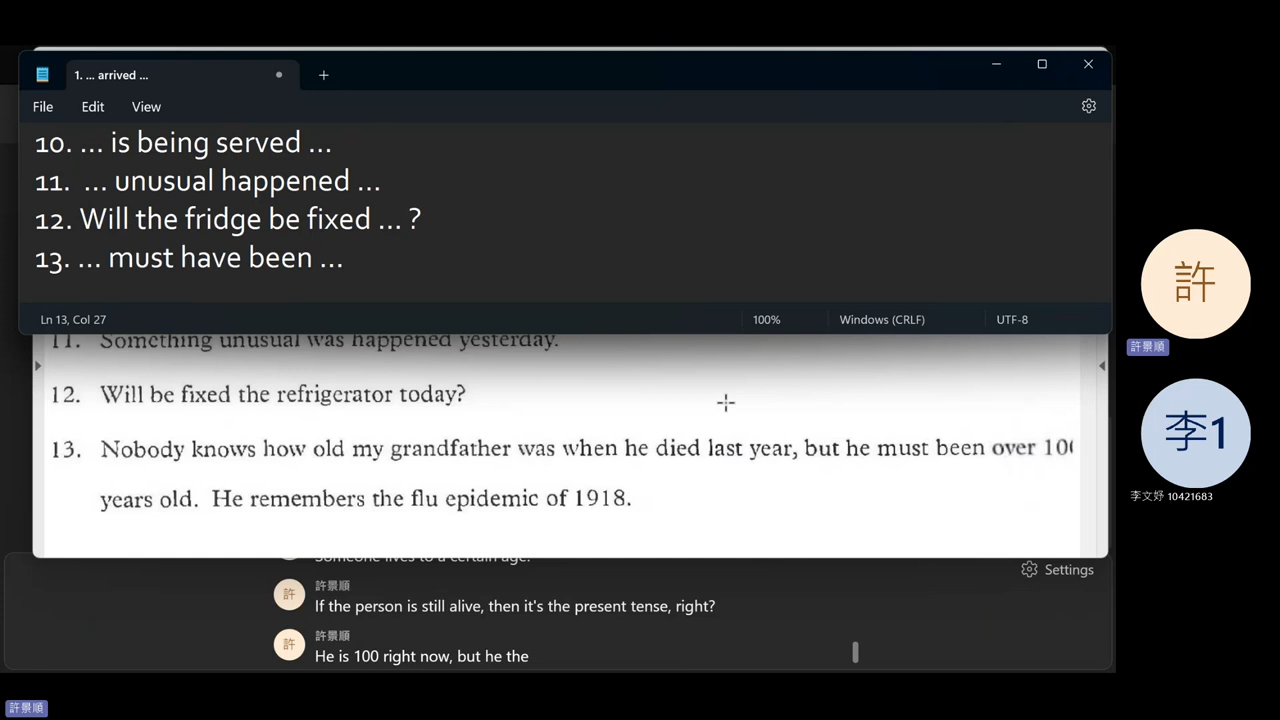 1. ... arrived ...
File Edit View
10. ... is being served ...
11. ... unusual happened ...
12. Will the fridge be fixed ... ?
13. ... must have been ...
Ln 13, Col 27 100% Windows (CRLF) UTF-8
11. Something unusual was happened yesterday.
12. Will be fixed the refrigerator today?
13. Nobody knows how old my grandfather was when he died last year, but he must been over 100
years old. He remembers the flu epidemic of 1918.
Someone lives to a certain age.
Settings
許景順
If the person is still alive, then it's the present tense, right?
許景順
He is 100 right now, but he the
許
許
許
許景順
李1
李文妤 10421683
許景順